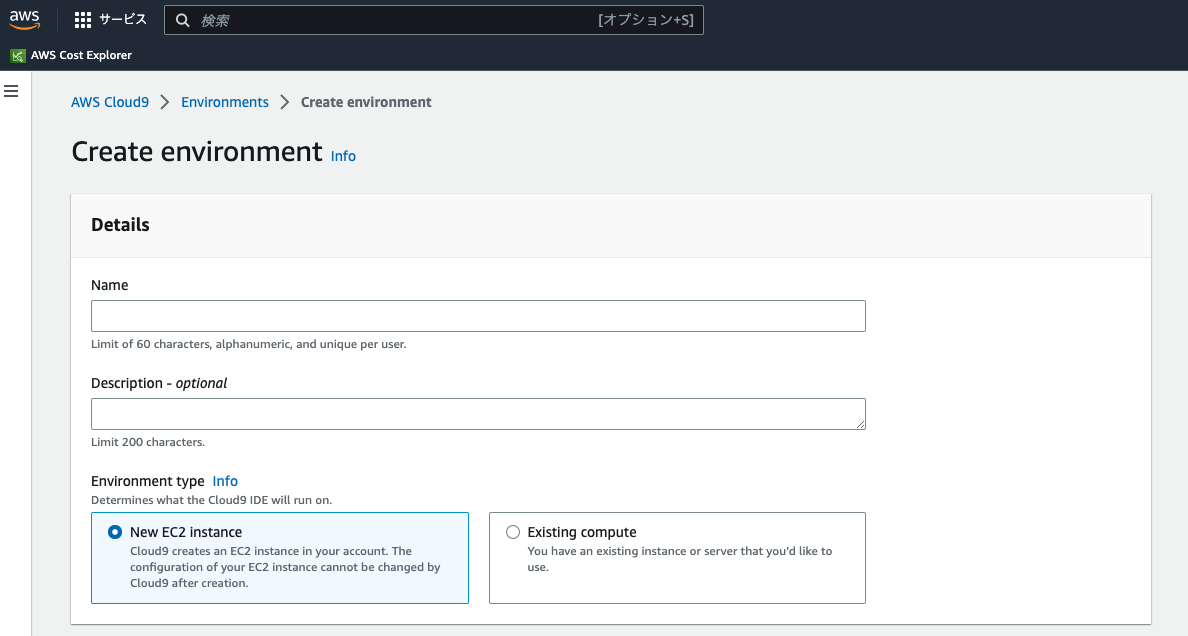 aws サービス 検索 [オプション+S]
AWS Cost Explorer
AWS Cloud9 Environments Create environment
Create environment Info
Details
Name
Limit of 60 characters, alphanumeric, and unique per user.
Description - optional
Limit 200 characters.
Environment type Info
Determines what the Cloud9 IDE will run on.
New EC2 instance
Cloud9 creates an EC2 instance in your account. The
configuration of your EC2 instance cannot be changed by
Cloud9 after creation.
Existing compute
You have an existing instance or server that you'd like to
use.